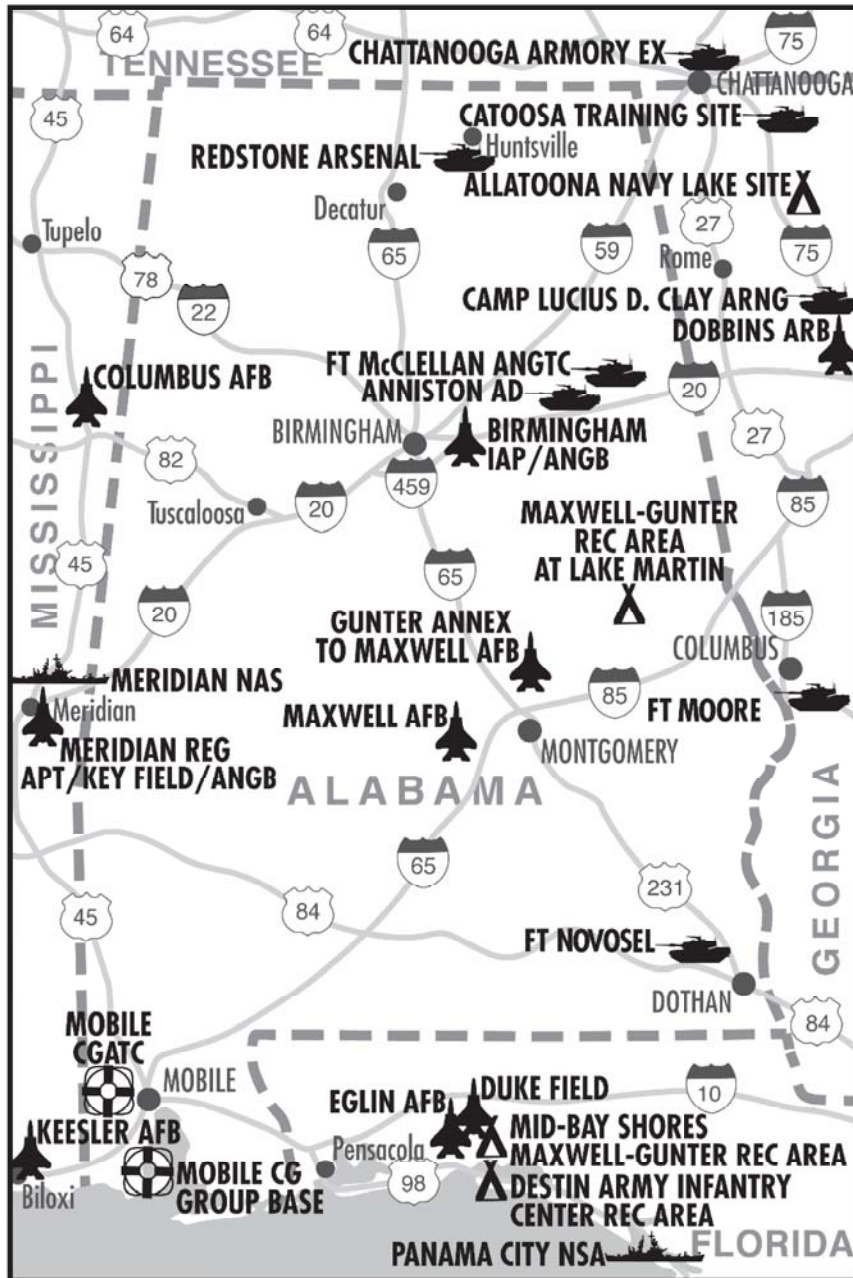 64
64
CHATTANOOGA ARMORY EX
75
TENNESSEE
CHATTANOOGA
45
CATOOSA TRAINING SITE
Huntsville
REDSTONE ARSENAL
ALLATOONA NAVY LAKE SITE
Decatur
27
Tupelo
65
59
75
Rome
78
22
CAMP LUCIUS D. CLAY ARNG
DOBBINS ARB
MISSISSIPPI
COLUMBUS AFB
FT McCLELLAN ANGTC
ANNISTON AD
20
BIRMINGHAM
BIRMINGHAM
IAP/ANGB
27
82
459
Tuscaloosa
20
85
MAXWELL-GUNTER
REC AREA
AT LAKE MARTIN
45
65
20
185
GUNTER ANNEX
TO MAXWELL AFB
COLUMBUS
MERIDIAN NAS
85
Meridian
MAXWELL AFB
FT MOORE
MERIDIAN REG
APT/KEY FIELD/ANGB
MONTGOMERY
ALABAMA
GEORGIA
65
45
84
231
FT NOVOSEL
DOTHAN
84
MOBILE
CGATC
MOBILE
10
EGLIN AFB
DUKE FIELD
KEESLER AFB
MID-BAY SHORES
MAXWELL-GUNTER REC AREA
Pensacola
Biloxi
MOBILE CG
GROUP BASE
98
DESTIN ARMY INFANTRY
CENTER REC AREA
PANAMA CITY NSA
FLORIDA